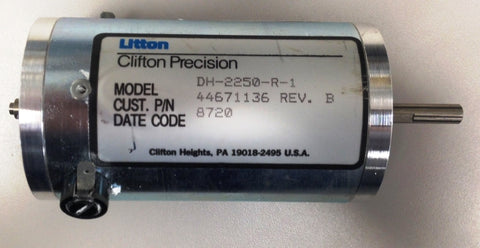 Litton
Clifton Precision
MODEL DH-2250-R-1
CUST. P/N 44671136 REV. B
DATE CODE 8720
Clifton Heights, PA 19018-2495 U.S.A.